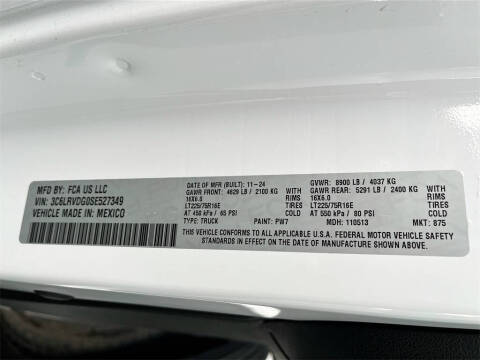 MFD BY: FCA US LLC
VIN: 3C6LRVDG0SE527349
VEHICLE MADE IN: MEXICO
DATE OF MFR (BUILT): 11-24 GVWR: 8900 LB / 4037 KG
GAWR FRONT: 4629 LB / 2100 KG GAWR REAR: 5291 LB / 2400 KG
16X6.0 RIMS 16X6.0 RIMS
LT225/75R16E TIRES LT225/75R16E TIRES
AT 450 kPa / 65 PSI AT 550 kPa / 80 PSI
TYPE: TRUCK PAINT: PW7 MDH: 110513 MKT: 875
THIS VEHICLE CONFORMS TO ALL APPLICABLE U.S.A. FEDERAL MOTOR VEHICLE SAFETY
STANDARDS IN EFFECT ON THE DATE OF MANUFACTURE SHOWN ABOVE.